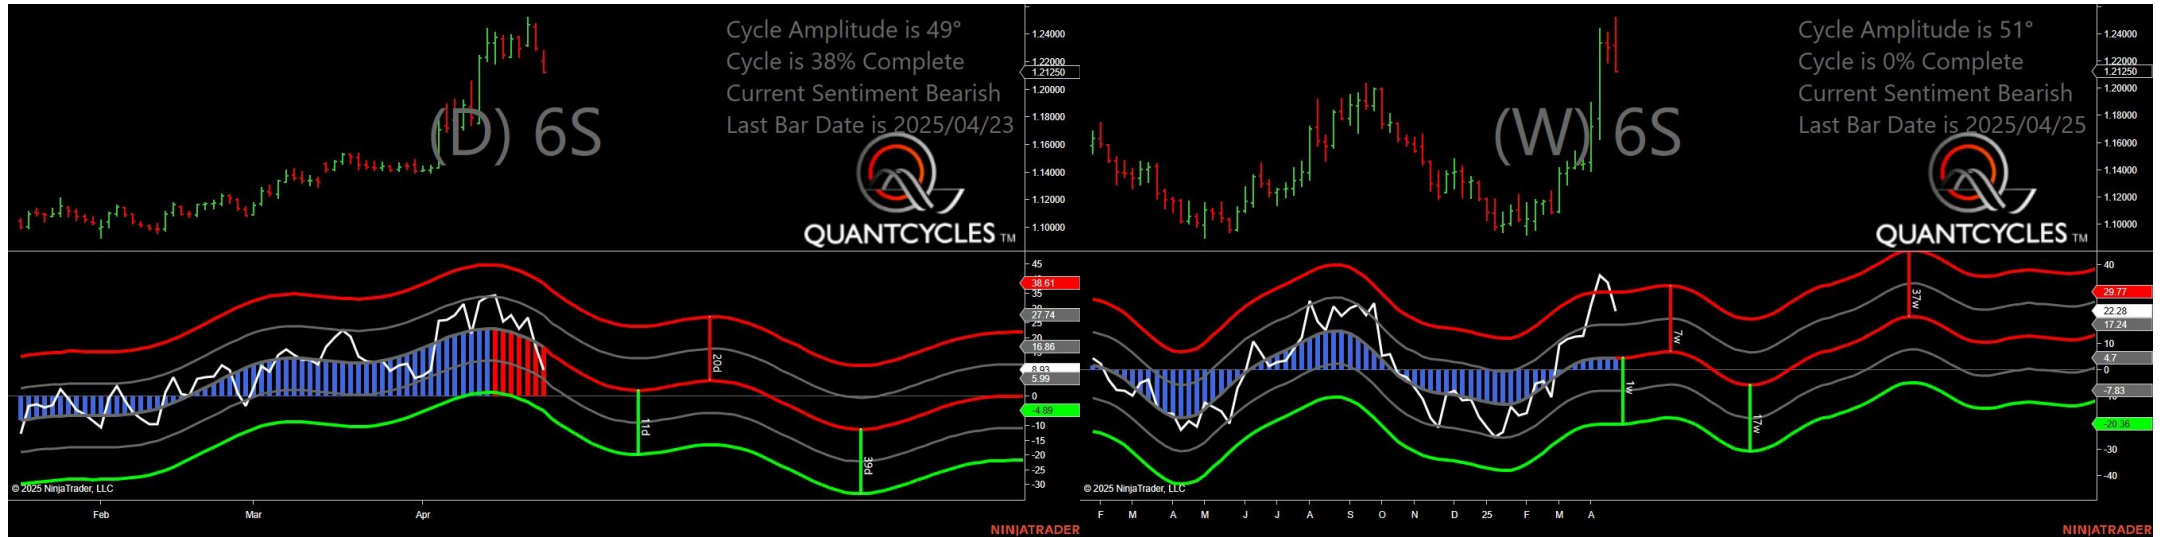 Cycle Amplitude is 49°
Cycle is 38% Complete
Current Sentiment Bearish
Last Bar Date is 2025/04/23
(D) 6S
QUANTCYCLES TM
1.24000
1.22000
1.21250
1.20000
1.18000
1.16000
1.14000
1.12000
1.10000
45
38.61
35
27.74
25
16.86
8.93
5.99
0
-4.89
-10
-15
-20
-25
-30
11d
20d
39d
© 2025 NinjaTrader, LLC
Feb Mar Apr
NINJATRADER
Cycle Amplitude is 51°
Cycle is 0% Complete
Current Sentiment Bearish
Last Bar Date is 2025/04/25
(W) 6S
QUANTCYCLES TM
1.24000
1.22000
1.21250
1.20000
1.18000
1.16000
1.14000
1.12000
1.10000
40
29.77
22.28
17.24
10
4.7
0
-7.83
-20.36
-30
-40
1w
7w
17w
37w
© 2025 NinjaTrader, LLC
F M A M J J A S O N D 25 F M A
NINJATRADER